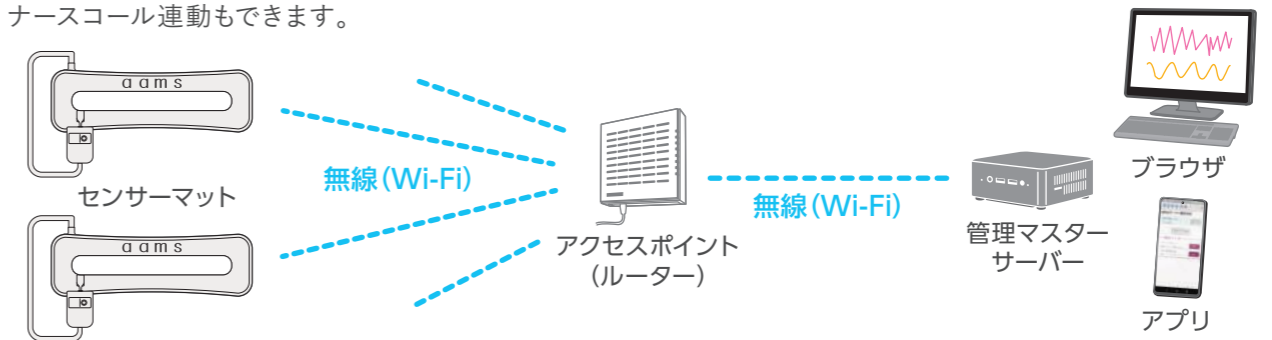 ナースコール連動もできます。
aams
センサーマット
aams
無線(Wi-Fi)
アクセスポイント
(ルーター)
無線(Wi-Fi)
管理マスター
サーバー
ブラウザ
アプリ